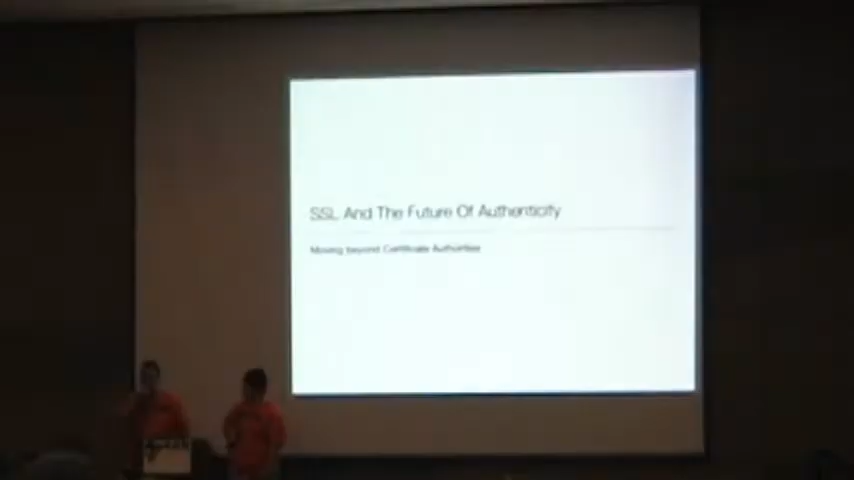 SSL And The Future Of Authenticity
Moving beyond Certificate Authorities